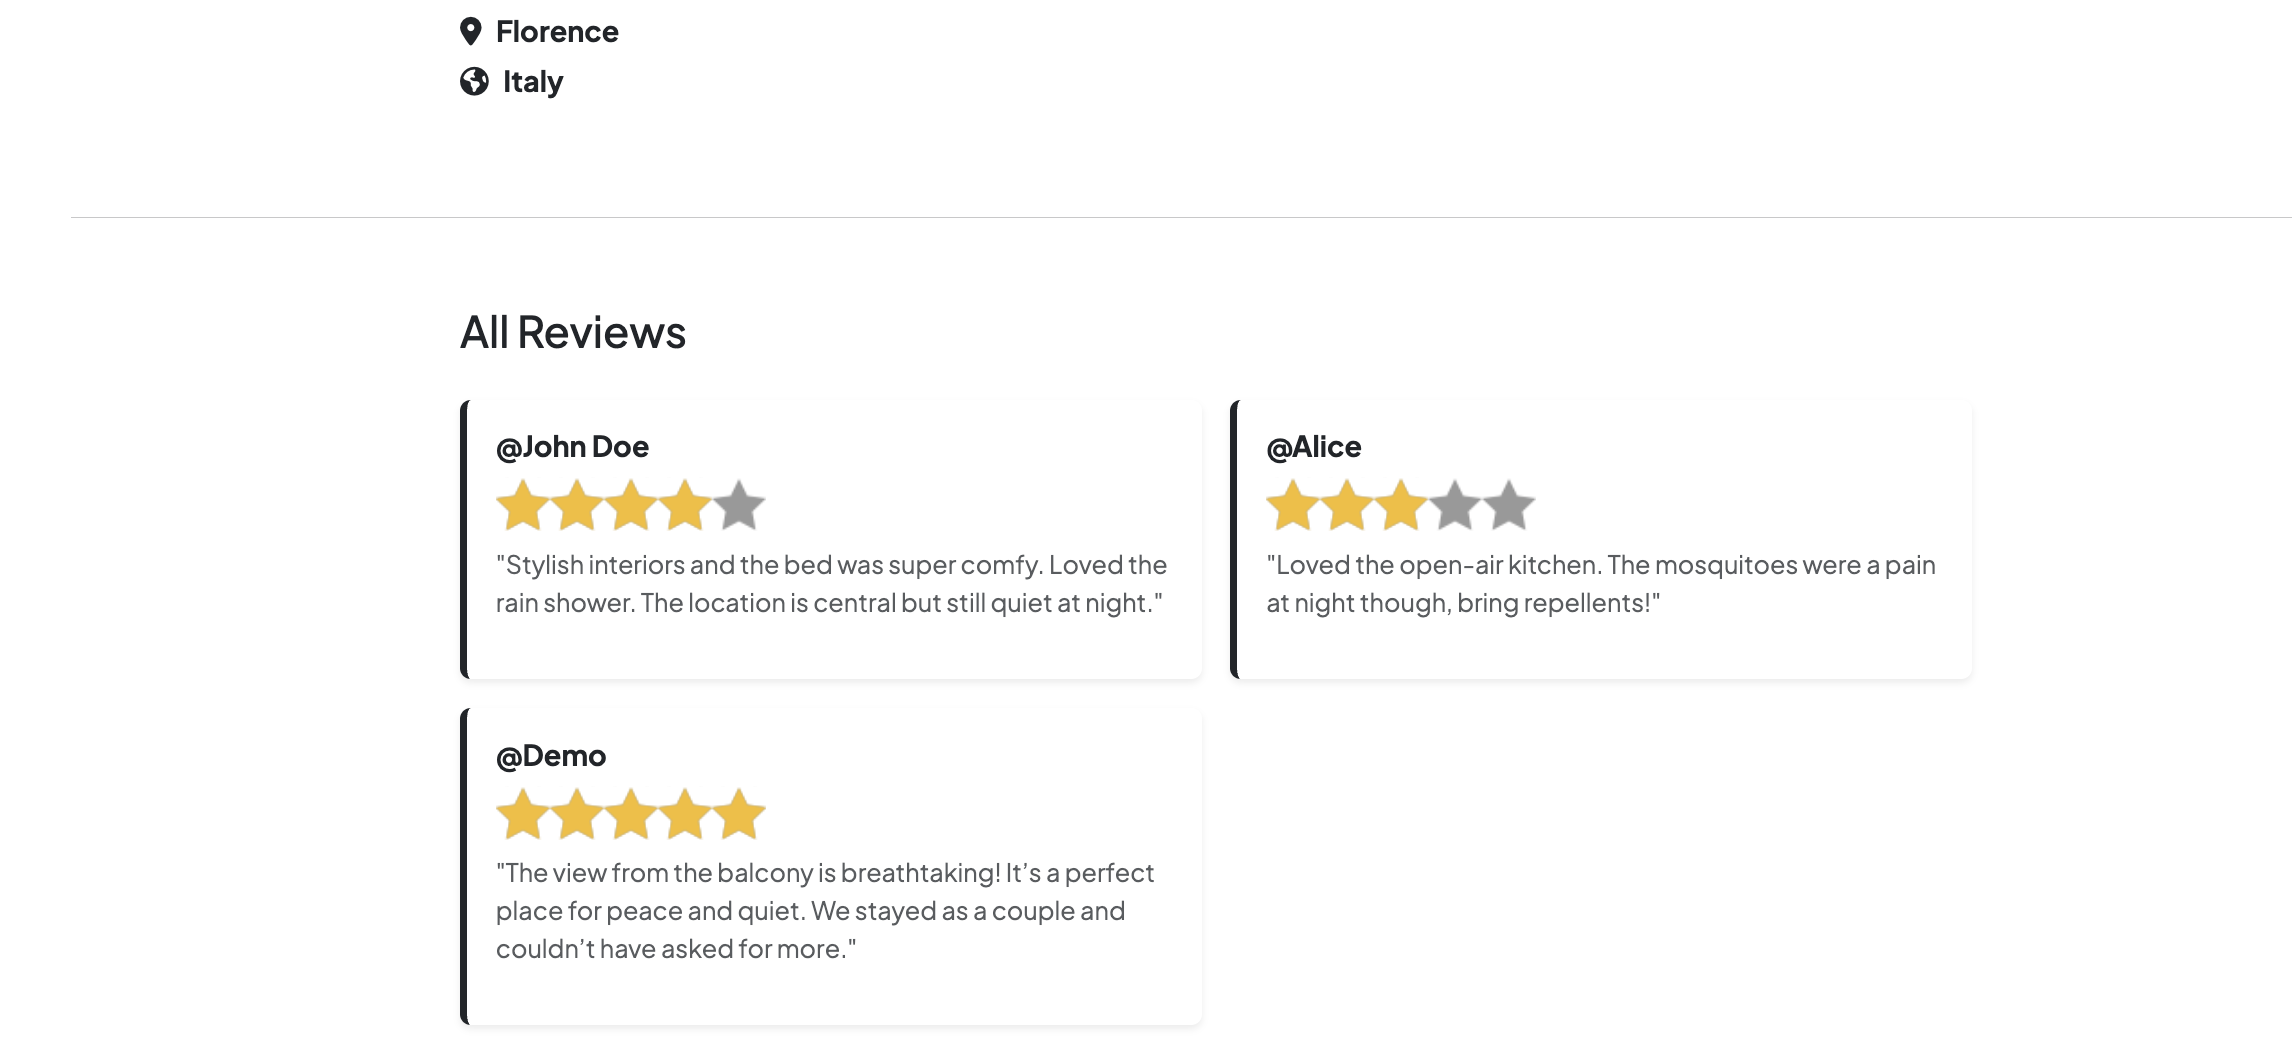 Florence
Italy
All Reviews
@John Doe
"Stylish interiors and the bed was super comfy. Loved the
rain shower. The location is central but still quiet at night."
@Alice
"Loved the open-air kitchen. The mosquitoes were a pain
at night though, bring repellents!"
@Demo
"The view from the balcony is breathtaking! It’s a perfect
place for peace and quiet. We stayed as a couple and
couldn’t have asked for more."